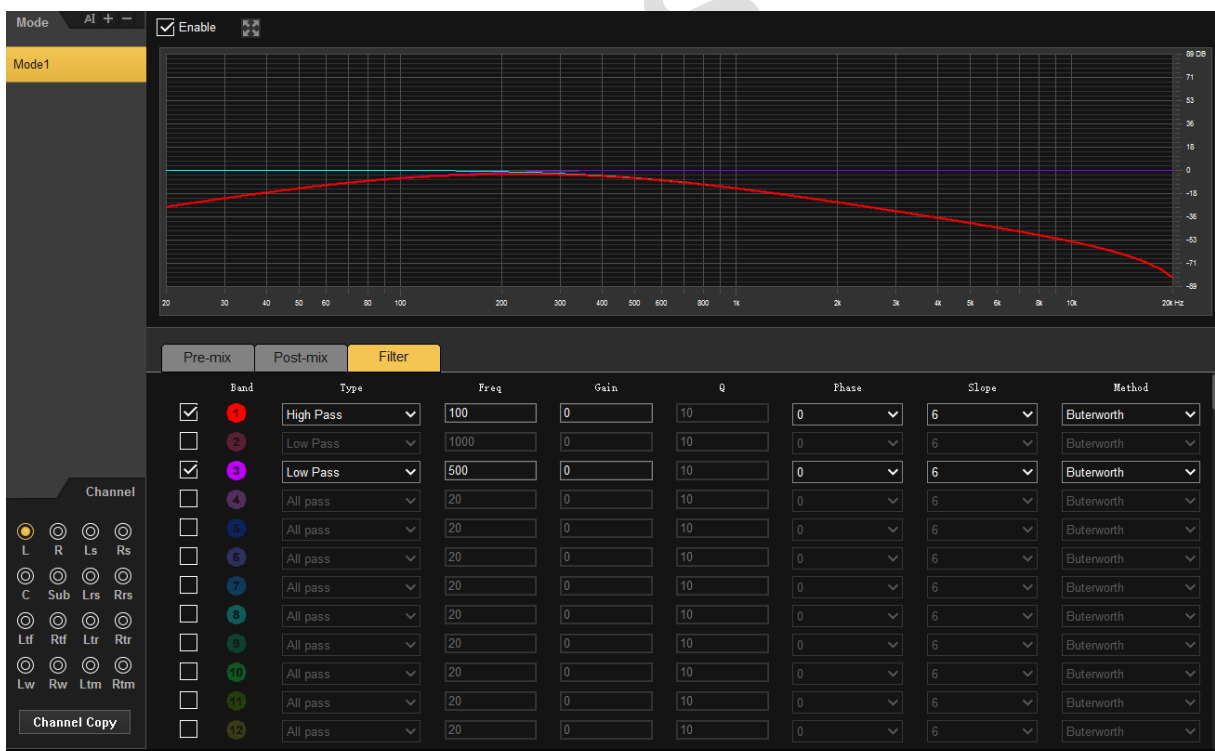 Mode AI + −
Enable
Mode1
89 DB
71
53
36
18
0
-18
-36
-53
-71
-89
20 30 40 50 60 80 100 200 300 400 500 600 800 1k 2k 3k 4k 5k 6k 8k 10k 20k Hz
Pre-mix Post-mix Filter
Band Type Freq Gain Q Phase Slope Method
1 High Pass 100 0 10 0 6 Buterworth
2 Low Pass 1000 0 10 0 6 Buterworth
3 Low Pass 500 0 10 0 6 Buterworth
4 All pass 20 0 10 0 6 Buterworth
5 All pass 20 0 10 0 6 Buterworth
6 All pass 20 0 10 0 6 Buterworth
7 All pass 20 0 10 0 6 Buterworth
8 All pass 20 0 10 0 6 Buterworth
9 All pass 20 0 10 0 6 Buterworth
10 All pass 20 0 10 0 6 Buterworth
11 All pass 20 0 10 0 6 Buterworth
12 All pass 20 0 10 0 6 Buterworth
Channel
L R Ls Rs
C Sub Lrs Rrs
Ltf Rtf Ltr Rtr
Lw Rw Ltm Rtm
Channel Copy